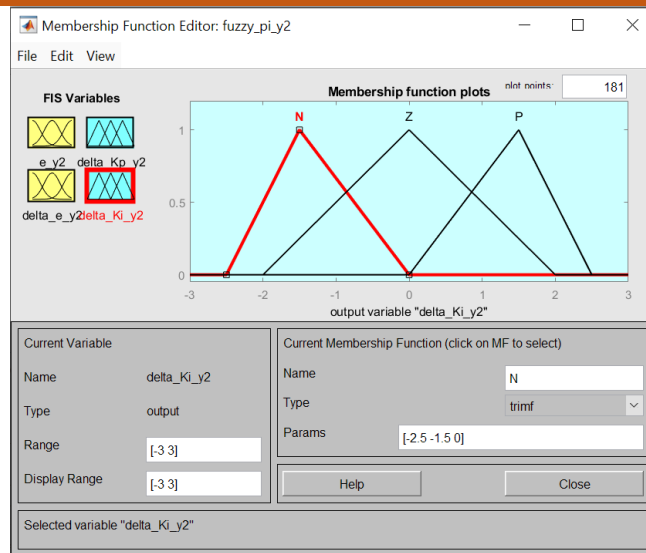 Membership Function Editor: fuzzy_pi_y2
File Edit View
FIS Variables
e_y2 delta_Kp_y2
delta_e_y2 delta_Ki_y2
Membership function plots
plot points:
181
N Z P
1
0.5
0
-3 -2 -1 0 1 2 3
output variable "delta_Ki_y2"
Current Variable
Name delta_Ki_y2
Type output
Range [-3 3]
Display Range [-3 3]
Current Membership Function (click on MF to select)
Name N
Type trimf
Params [-2.5 -1.5 0]
Help Close
Selected variable "delta_Ki_y2"